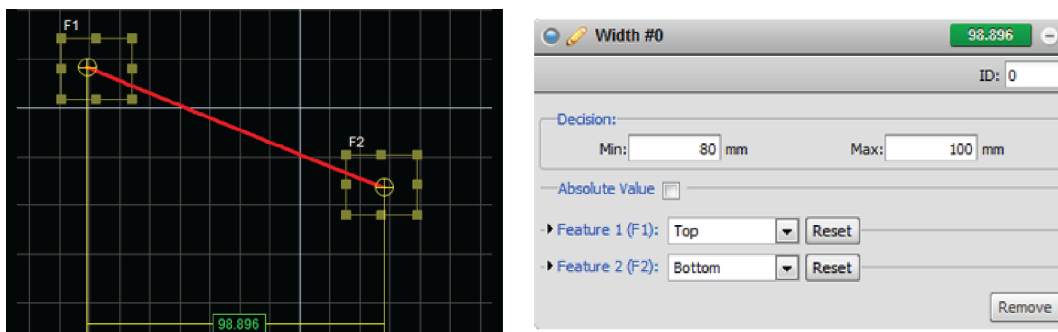 F1
F2
98.896
Width #0
98.896
ID: 0
Decision:
Min: 80 mm Max: 100 mm
Absolute Value
Feature 1 (F1): Top Reset
Feature 2 (F2): Bottom Reset
Remove